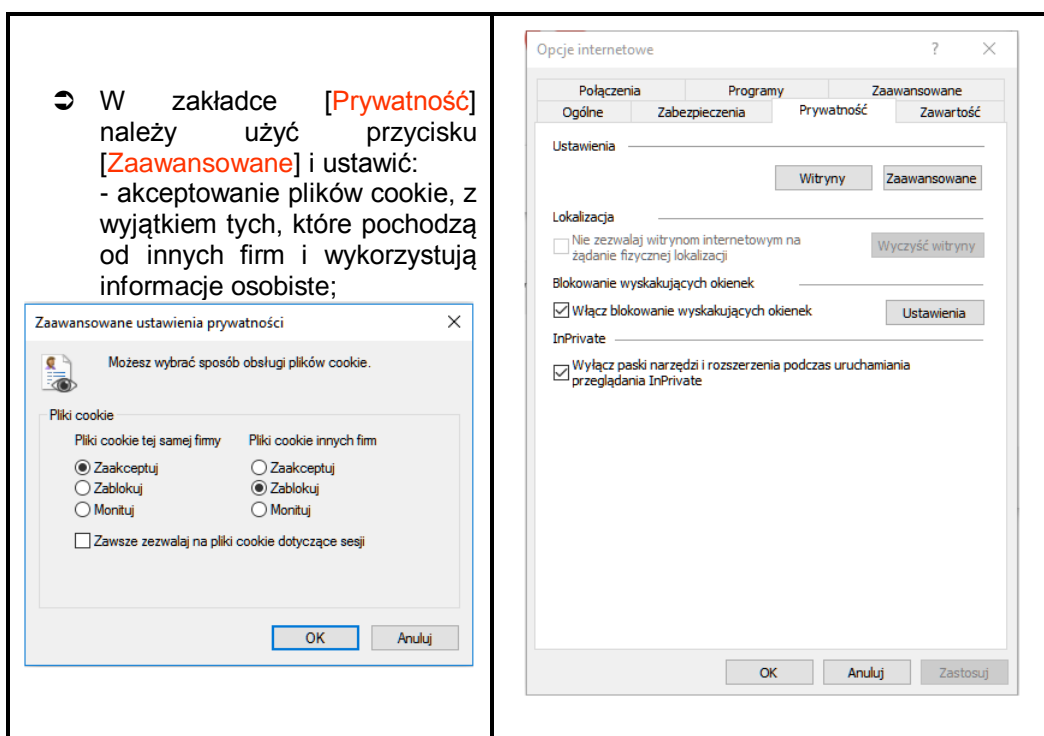 ➲ W zakładce [Prywatność]
należy użyć przycisku
[Zaawansowane] i ustawić:
- akceptowanie plików cookie, z
wyjątkiem tych, które pochodzą
od innych firm i wykorzystują
informacje osobiste;
Zaawansowane ustawienia prywatności
Możesz wybrać sposób obsługi plików cookie.
Pliki cookie
Pliki cookie tej samej firmy Pliki cookie innych firm
Zaakceptuj Zaakceptuj
Zablokuj Zablokuj
Monituj Monituj
Zawsze zezwalaj na pliki cookie dotyczące sesji
OK Anuluj
Opcje internetowe ?
Połączenia Programy Zaawansowane
Ogólne Zabezpieczenia Prywatność Zawartość
Ustawienia
Witryny Zaawansowane
Lokalizacja
Nie zezwalaj witrynom internetowym na
żądanie fizycznej lokalizacji
Wyczyść witryny
Blokowanie wyskakujących okienek
Włącz blokowanie wyskakujących okienek Ustawienia
InPrivate
Wyłącz paski narzędzi i rozszerzenia podczas uruchamiania
przeglądania InPrivate
OK Anuluj Zastosuj